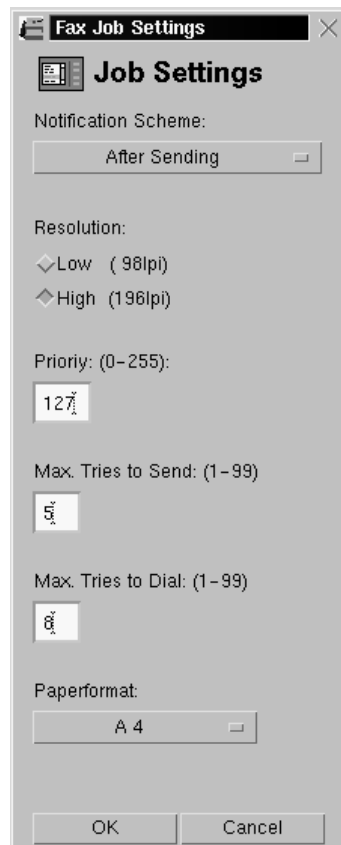 Fax Job Settings
Job Settings
Notification Scheme:
After Sending
Resolution:
Low ( 98lpi)
High (196lpi)
Prioriy: (0-255):
127
Max. Tries to Send: (1-99)
5
Max. Tries to Dial: (1-99)
8
Paperformat:
A 4
OK Cancel